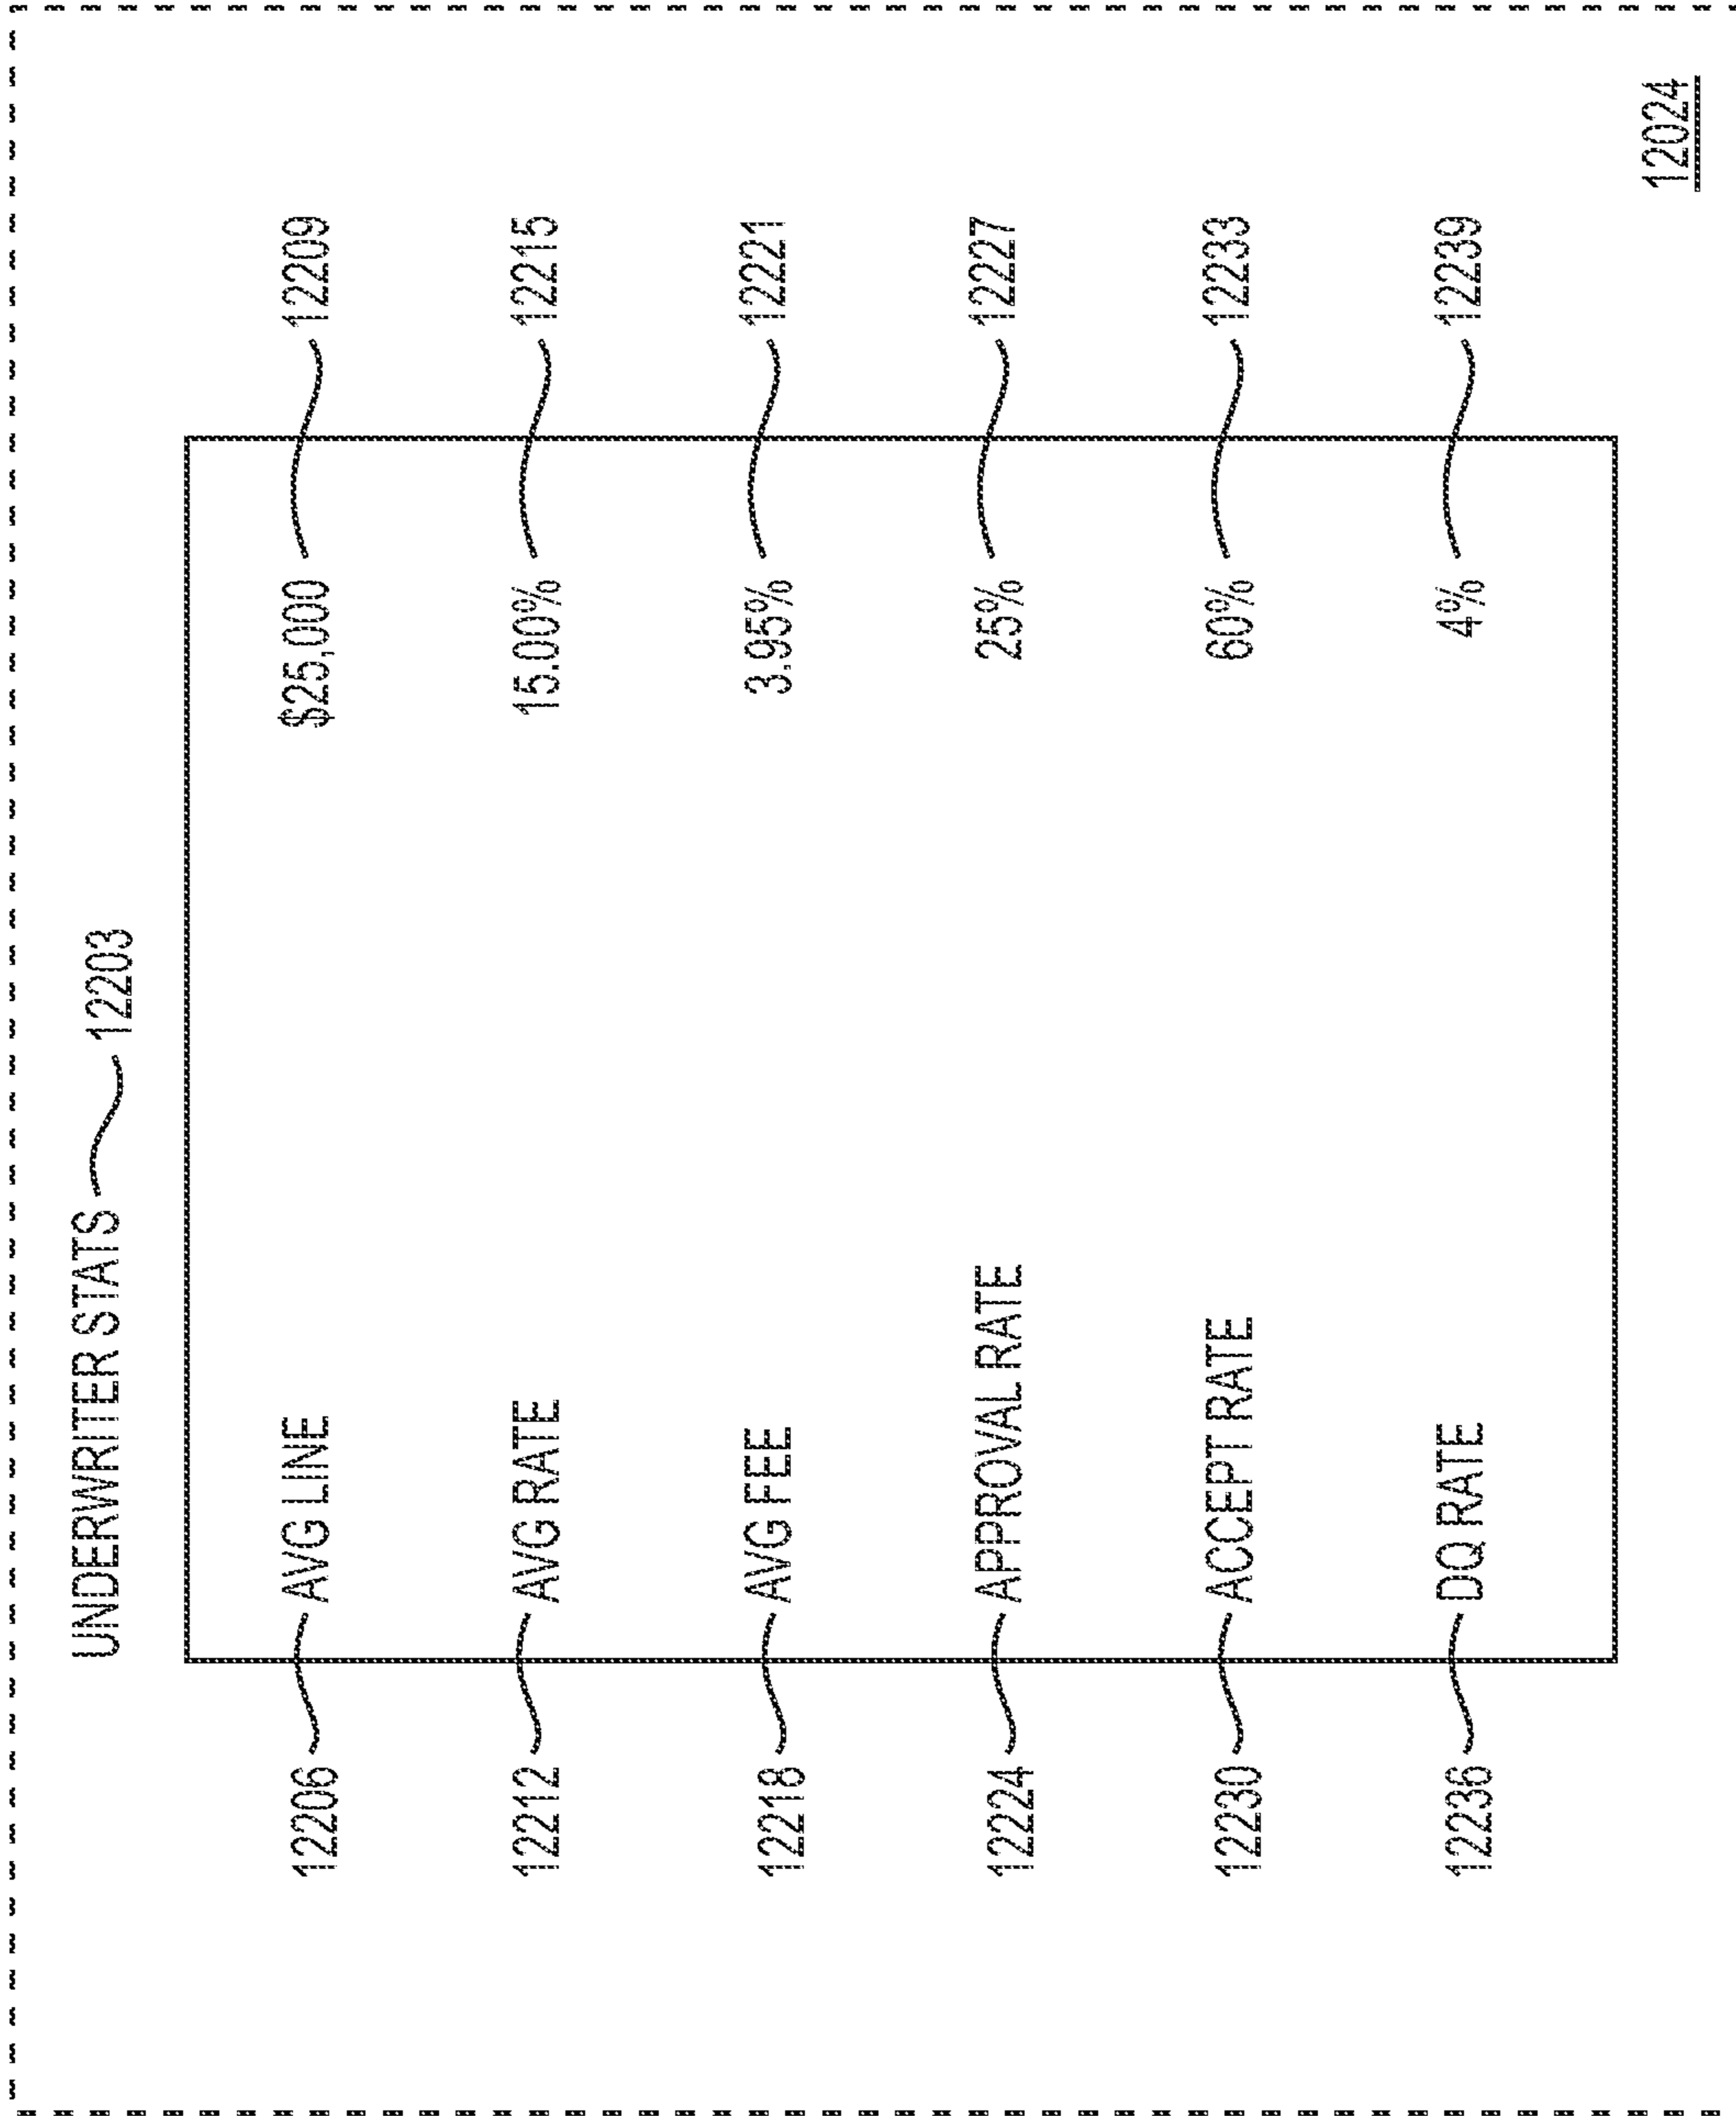 UNDERWRITER STATS 12203
12206 AVG LINE $25,000 12209
12212 AVG RATE 15.00% 12215
12218 AVG FEE 3.95% 12221
12224 APPROVAL RATE 25% 12227
12230 ACCEPT RATE 60% 12233
12236 DQ RATE 4% 12239
12024